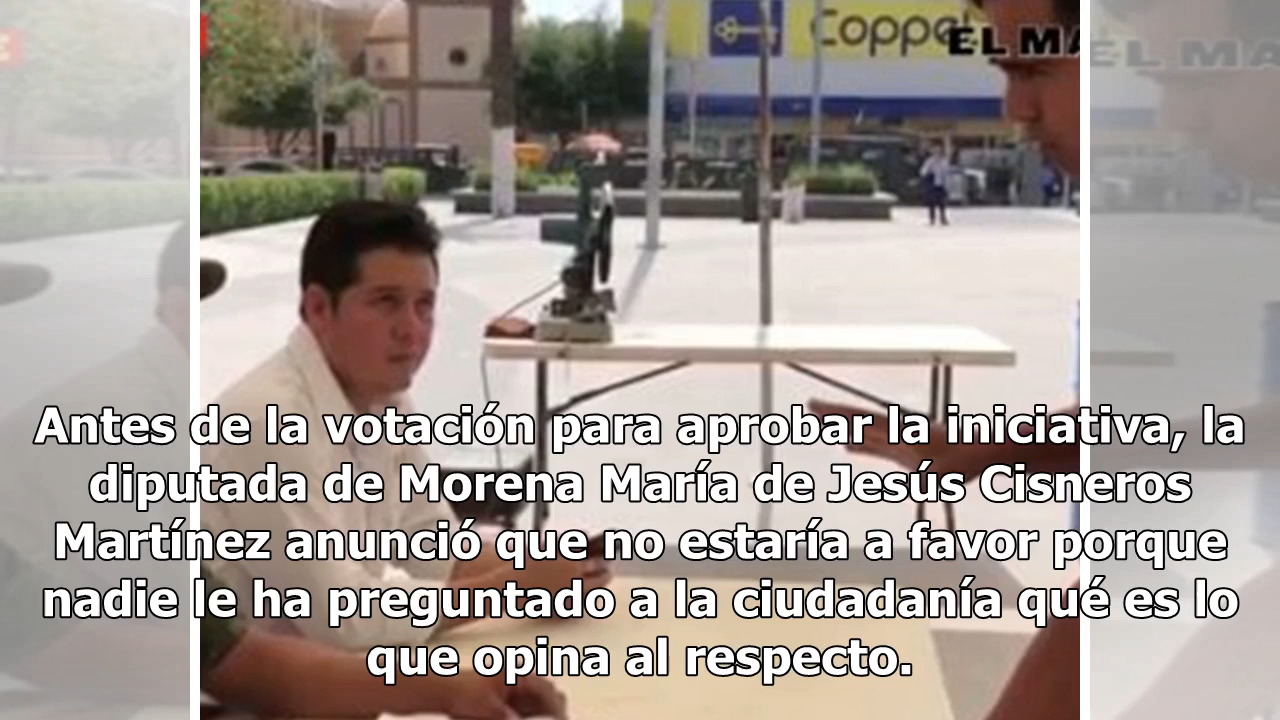 Coppel
EL MA
EL MA
Antes de la votación para aprobar la iniciativa, la
diputada de Morena María de Jesús Cisneros
Martínez anunció que no estaría a favor porque
nadie le ha preguntado a la ciudadanía qué es lo
que opina al respecto.